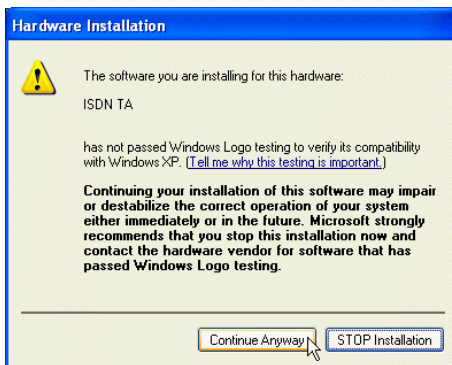 Hardware Installation
The software you are installing for this hardware:
ISDN TA
has not passed Windows Logo testing to verify its compatibility
with Windows XP. (Tell me why this testing is important.)
Continuing your installation of this software may impair
or destabilize the correct operation of your system
either immediately or in the future. Microsoft strongly
recommends that you stop this installation now and
contact the hardware vendor for software that has
passed Windows Logo testing.
Continue Anyway
STOP Installation